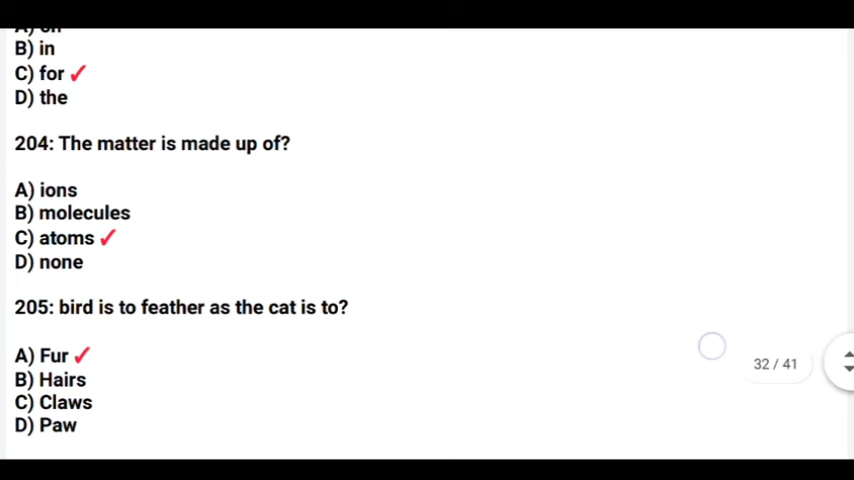 B) in
C) for ✓
D) the
204: The matter is made up of?
A) ions
B) molecules
C) atoms ✓
D) none
205: bird is to feather as the cat is to?
A) Fur ✓
B) Hairs
C) Claws
D) Paw
32 / 41